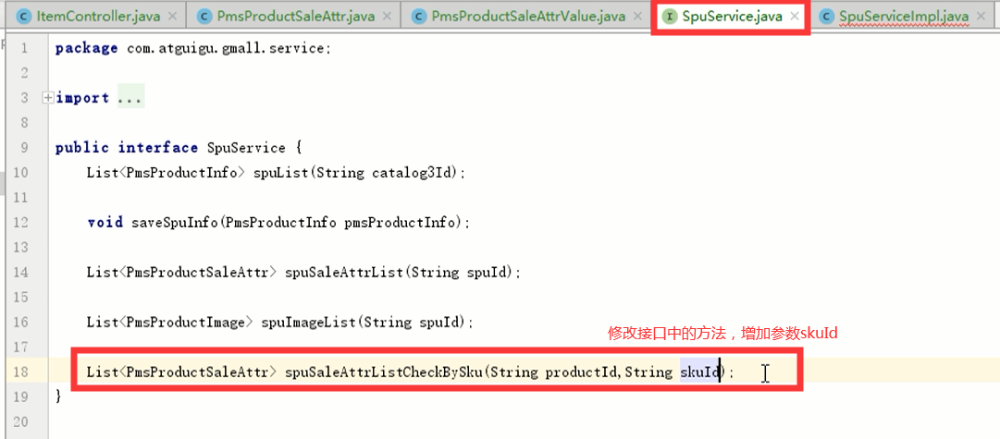 ItemController.java × PmsProductSaleAttr.java × PmsProductSaleAttrValue.java × I SpuService.java × SpuServiceImpl.java ×
1 package com.atguigu.gmall.service;
2
3 import ...
8
9 public interface SpuService {
10 List<PmsProductInfo> spuList(String catalog3Id);
11
12 void saveSpuInfo(PmsProductInfo pmsProductInfo);
13
14 List<PmsProductSaleAttr> spuSaleAttrList(String spuId);
15
16 List<PmsProductImage> spuImageList(String spuId);
修改接口中的方法，增加参数skuId
17
18 List<PmsProductSaleAttr> spuSaleAttrListCheckBySku(String productId,String skuId);
19 }
20